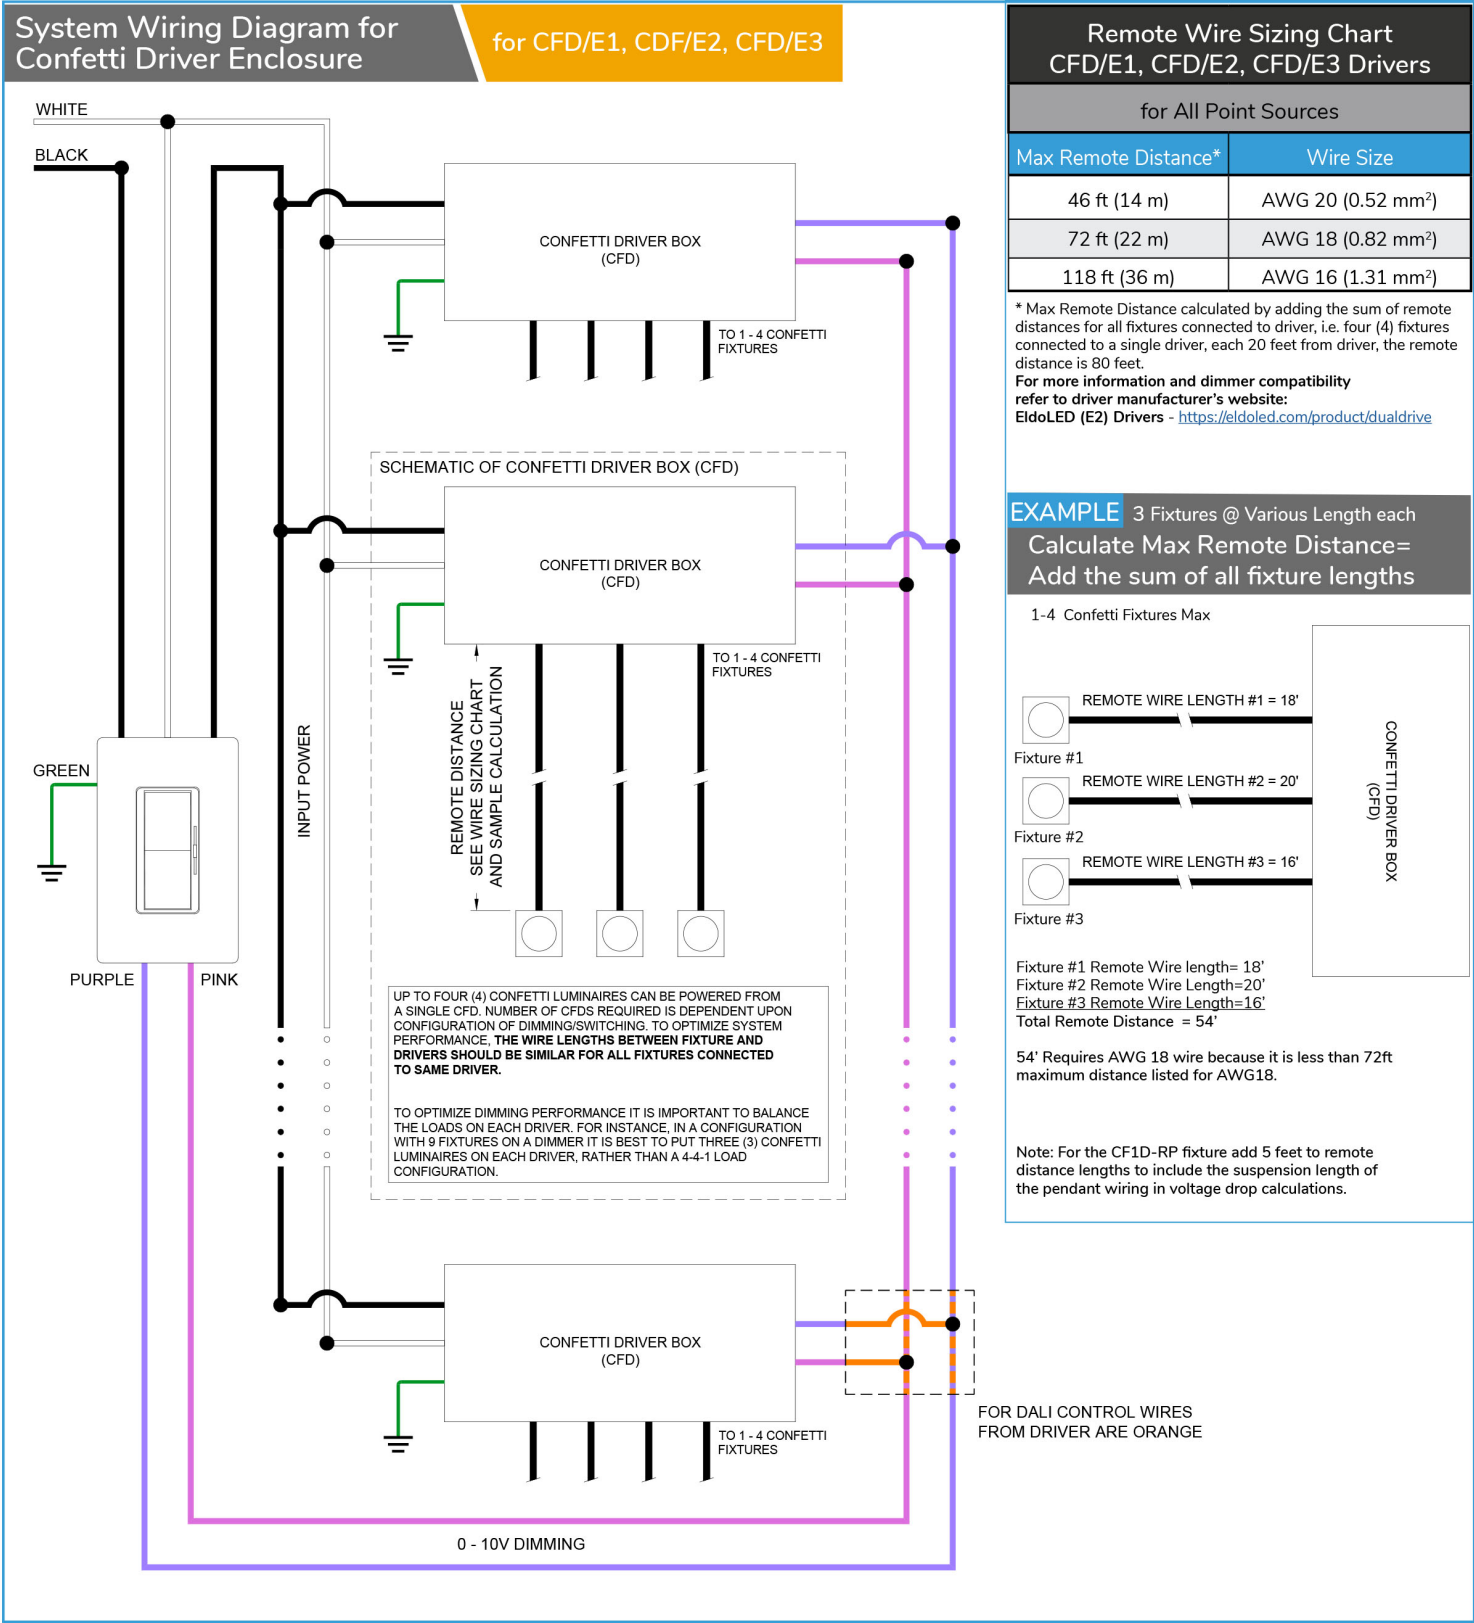 System Wiring Diagram for
Confetti Driver Enclosure
for CFD/E1, CDF/E2, CFD/E3
WHITE
BLACK
CONFETTI DRIVER BOX
(CFD)
TO 1 - 4 CONFETTI
FIXTURES
SCHEMATIC OF CONFETTI DRIVER BOX (CFD)
CONFETTI DRIVER BOX
(CFD)
TO 1 - 4 CONFETTI
FIXTURES
REMOTE DISTANCE
SEE WIRE SIZING CHART
AND SAMPLE CALCULATION
INPUT POWER
GREEN
PURPLE
PINK
UP TO FOUR (4) CONFETTI LUMINAIRES CAN BE POWERED FROM
A SINGLE CFD. NUMBER OF CFDS REQUIRED IS DEPENDENT UPON
CONFIGURATION OF DIMMING/SWITCHING. TO OPTIMIZE SYSTEM
PERFORMANCE, THE WIRE LENGTHS BETWEEN FIXTURE AND
DRIVERS SHOULD BE SIMILAR FOR ALL FIXTURES CONNECTED
TO SAME DRIVER.
TO OPTIMIZE DIMMING PERFORMANCE IT IS IMPORTANT TO BALANCE
THE LOADS ON EACH DRIVER. FOR INSTANCE, IN A CONFIGURATION
WITH 9 FIXTURES ON A DIMMER IT IS BEST TO PUT THREE (3) CONFETTI
LUMINAIRES ON EACH DRIVER, RATHER THAN A 4-4-1 LOAD
CONFIGURATION.
CONFETTI DRIVER BOX
(CFD)
TO 1 - 4 CONFETTI
FIXTURES
FOR DALI CONTROL WIRES
FROM DRIVER ARE ORANGE
0 - 10V DIMMING
Remote Wire Sizing Chart
CFD/E1, CFD/E2, CFD/E3 Drivers
for All Point Sources
Max Remote Distance* Wire Size
46 ft (14 m) AWG 20 (0.52 mm²)
72 ft (22 m) AWG 18 (0.82 mm²)
118 ft (36 m) AWG 16 (1.31 mm²)
* Max Remote Distance calculated by adding the sum of remote
distances for all fixtures connected to driver, i.e. four (4) fixtures
connected to a single driver, each 20 feet from driver, the remote
distance is 80 feet.
For more information and dimmer compatibility
refer to driver manufacturer's website:
EldoLED (E2) Drivers - https://eldoled.com/product/dualdrive
EXAMPLE 3 Fixtures @ Various Length each
Calculate Max Remote Distance=
Add the sum of all fixture lengths
1-4 Confetti Fixtures Max
REMOTE WIRE LENGTH #1 = 18'
Fixture #1
REMOTE WIRE LENGTH #2 = 20'
Fixture #2
REMOTE WIRE LENGTH #3 = 16'
Fixture #3
CONFETTI DRIVER BOX
(CFD)
Fixture #1 Remote Wire length= 18'
Fixture #2 Remote Wire Length=20'
Fixture #3 Remote Wire Length=16'
Total Remote Distance = 54'
54' Requires AWG 18 wire because it is less than 72ft
maximum distance listed for AWG18.
Note: For the CF1D-RP fixture add 5 feet to remote
distance lengths to include the suspension length of
the pendant wiring in voltage drop calculations.